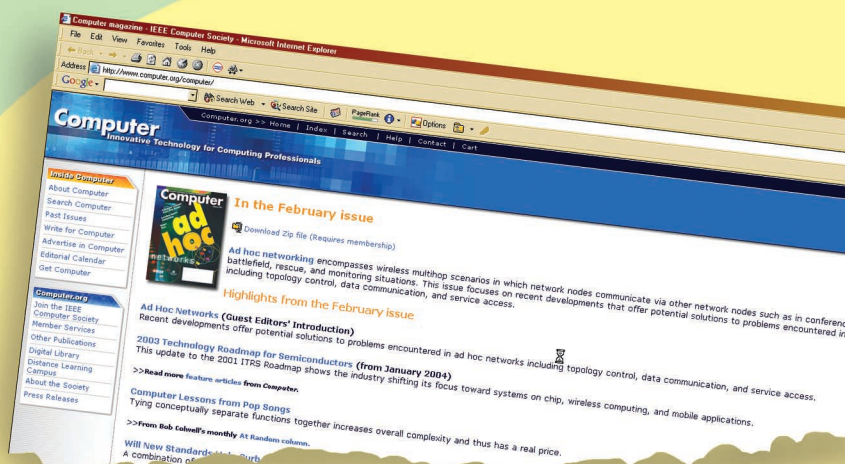 Computer magazine - IEEE Computer Society - Microsoft Internet Explorer
File Edit View Favorites Tools Help
Back
Address http://www.computer.org/computer/
Google Search Web Search Site PageRank Options
Computer.org >> Home | Index | Search | Help | Contact | Cart
Computer
Innovative Technology for Computing Professionals
Inside Computer
About Computer
Search Computer
Past Issues
Write for Computer
Advertise in Computer
Editorial Calendar
Get Computer
Computer.org
Join the IEEE
Computer Society
Member Services
Other Publications
Digital Library
Distance Learning
Campus
About the Society
Press Releases
Computer
ad
hoc
networks
In the February issue
Download Zip file (Requires membership)
Ad hoc networking encompasses wireless multihop scenarios in which network nodes communicate via other network nodes such as in
battlefield, rescue, and monitoring situations. This issue focuses on recent developments that offer potential solutions to problems encountered in
including topology control, data communication, and service access.
Highlights from the February issue
Ad Hoc Networks (Guest Editors' Introduction)
Recent developments offer potential solutions to problems encountered in ad hoc networks including topology control, data communication, and service access.
2003 Technology Roadmap for Semiconductors (from January 2004)
This update to the 2001 ITRS Roadmap shows the industry shifting its focus toward systems on chip, wireless computing, and mobile applications.
>>Read more feature articles from Computer.
Computer Lessons from Pop Songs
Tying conceptually separate functions together increases overall complexity and thus has a real price.
>>From Bob Colwell's monthly At Random column.
Will New Standards
A combination of